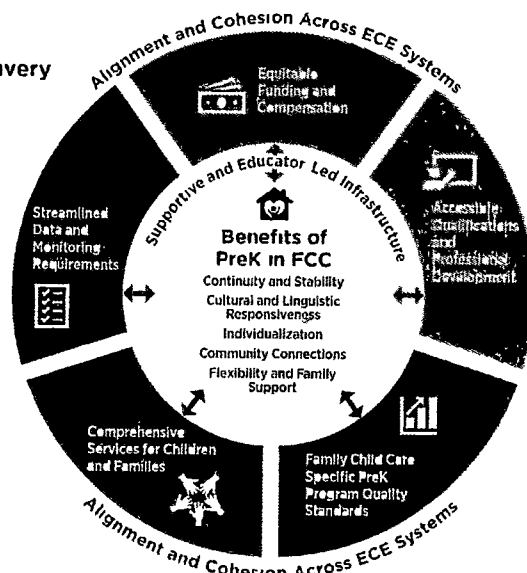 Alignment and Cohesion Across ECE Systems
Equitable
Funding and
Compensation
Accessible
Qualifications
and
Professional
Development
Streamlined
Data and
Monitoring
Requirements
Supportive and Educator Led Infrastructure
Benefits of
PreK in FCC
Continuity and Stability
Cultural and Linguistic
Responsiveness
Individualization
Community Connections
Flexibility and Family
Support
Comprehensive
Services for Children
and Families
Family Child Care
Specific PreK
Program Quality
Standards
Alignment and Cohesion Across ECE Systems